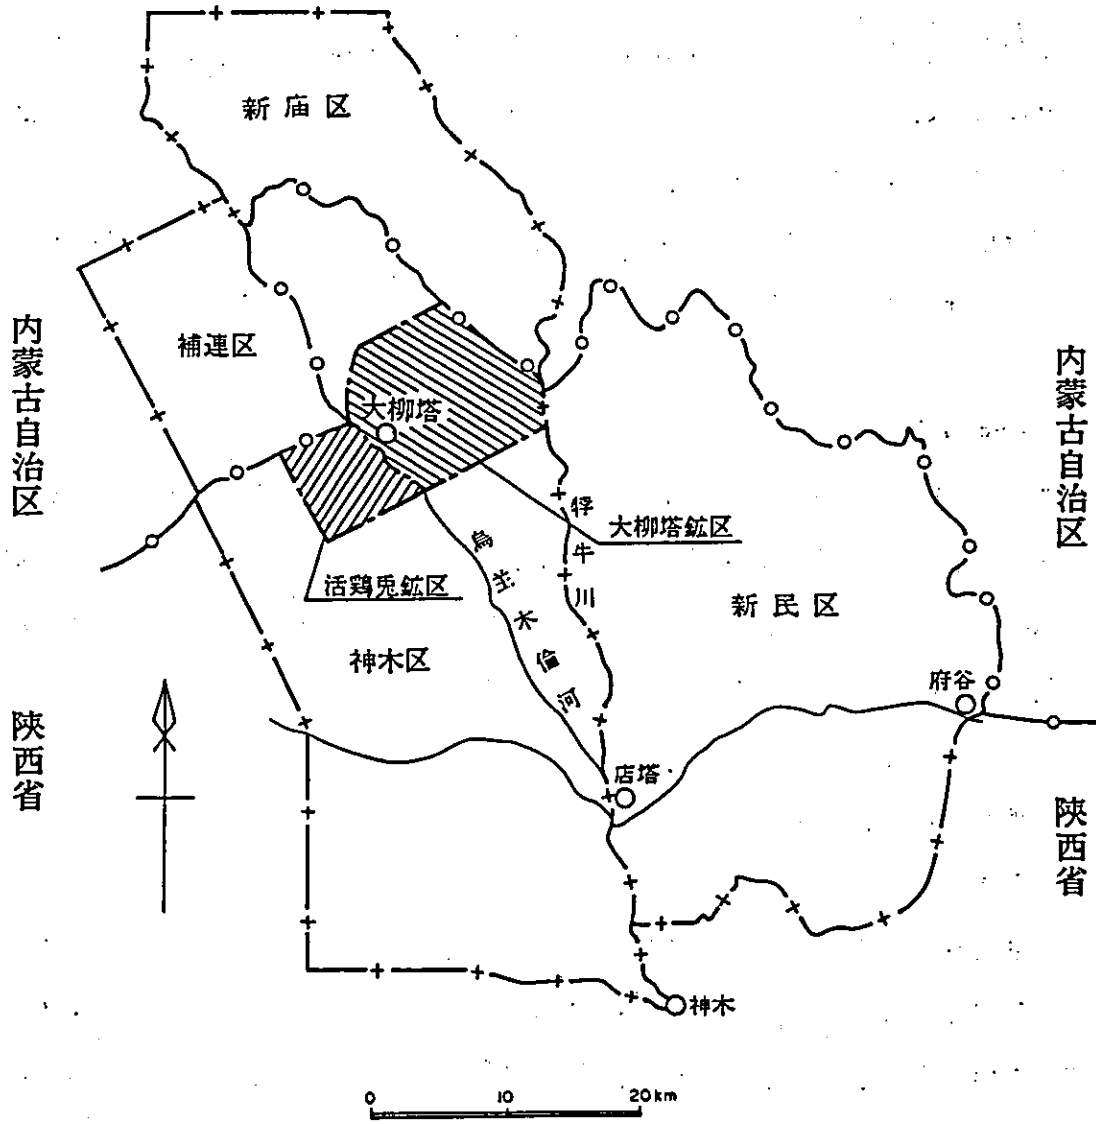 新庙区
補連区
内蒙古自治区
内蒙古自治区
大柳塔
大柳塔鉱区
活鶏兎鉱区
牸牛川
烏兰木倫河
新民区
神木区
府谷
陝西省
店塔
陝西省
神木
0 10 20km